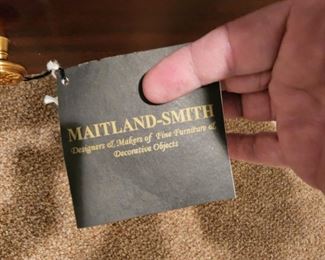 MAITLAND-SMITH
Designers & Makers of Fine Furniture &
Decorative Objects